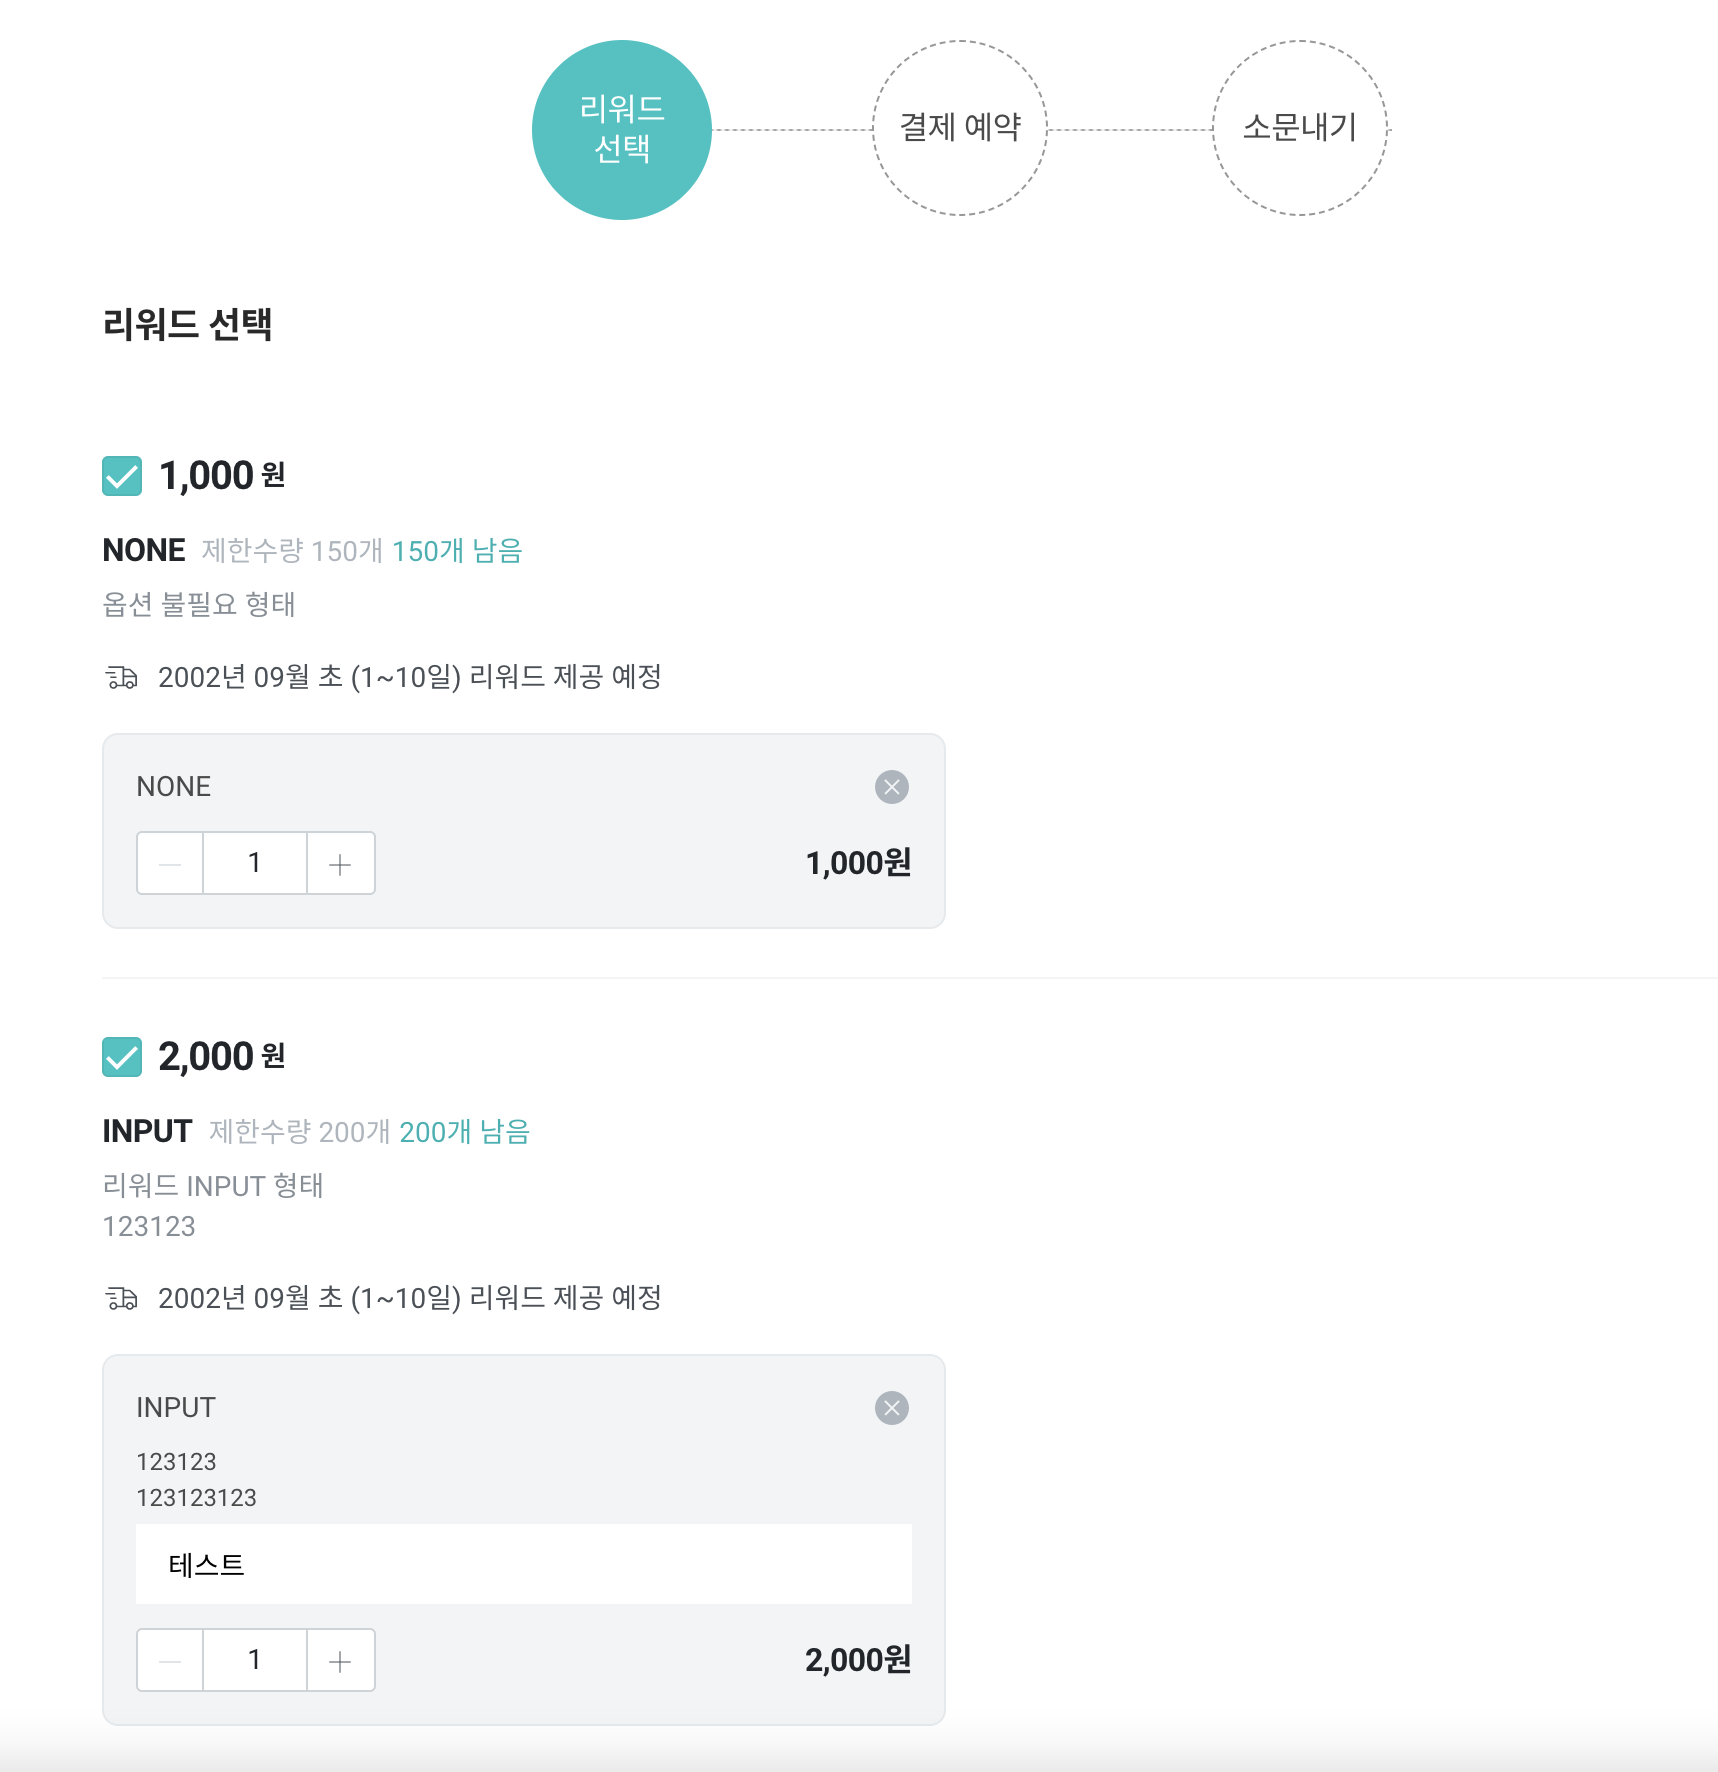 리워드
선택
결제 예약
소문내기
리워드 선택
1,000 원
NONE 제한수량 150개 150개 남음
옵션 불필요 형태
2002년 09월 초 (1~10일) 리워드 제공 예정
NONE
1
1,000원
2,000 원
INPUT 제한수량 200개 200개 남음
리워드 INPUT 형태
123123
2002년 09월 초 (1~10일) 리워드 제공 예정
INPUT
123123
123123123
테스트
1
2,000원